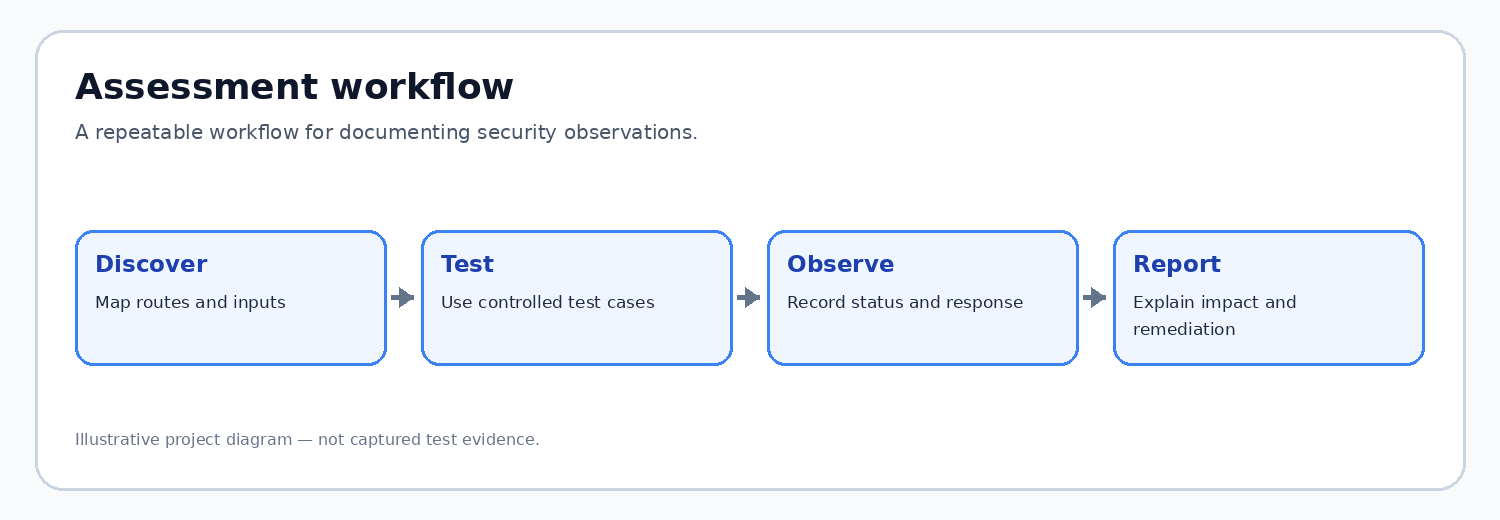 Assessment workflow
A repeatable workflow for documenting security observations.
Discover
Map routes and inputs
Test
Use controlled test cases
Observe
Record status and response
Report
Explain impact and
remediation
Illustrative project diagram — not captured test evidence.